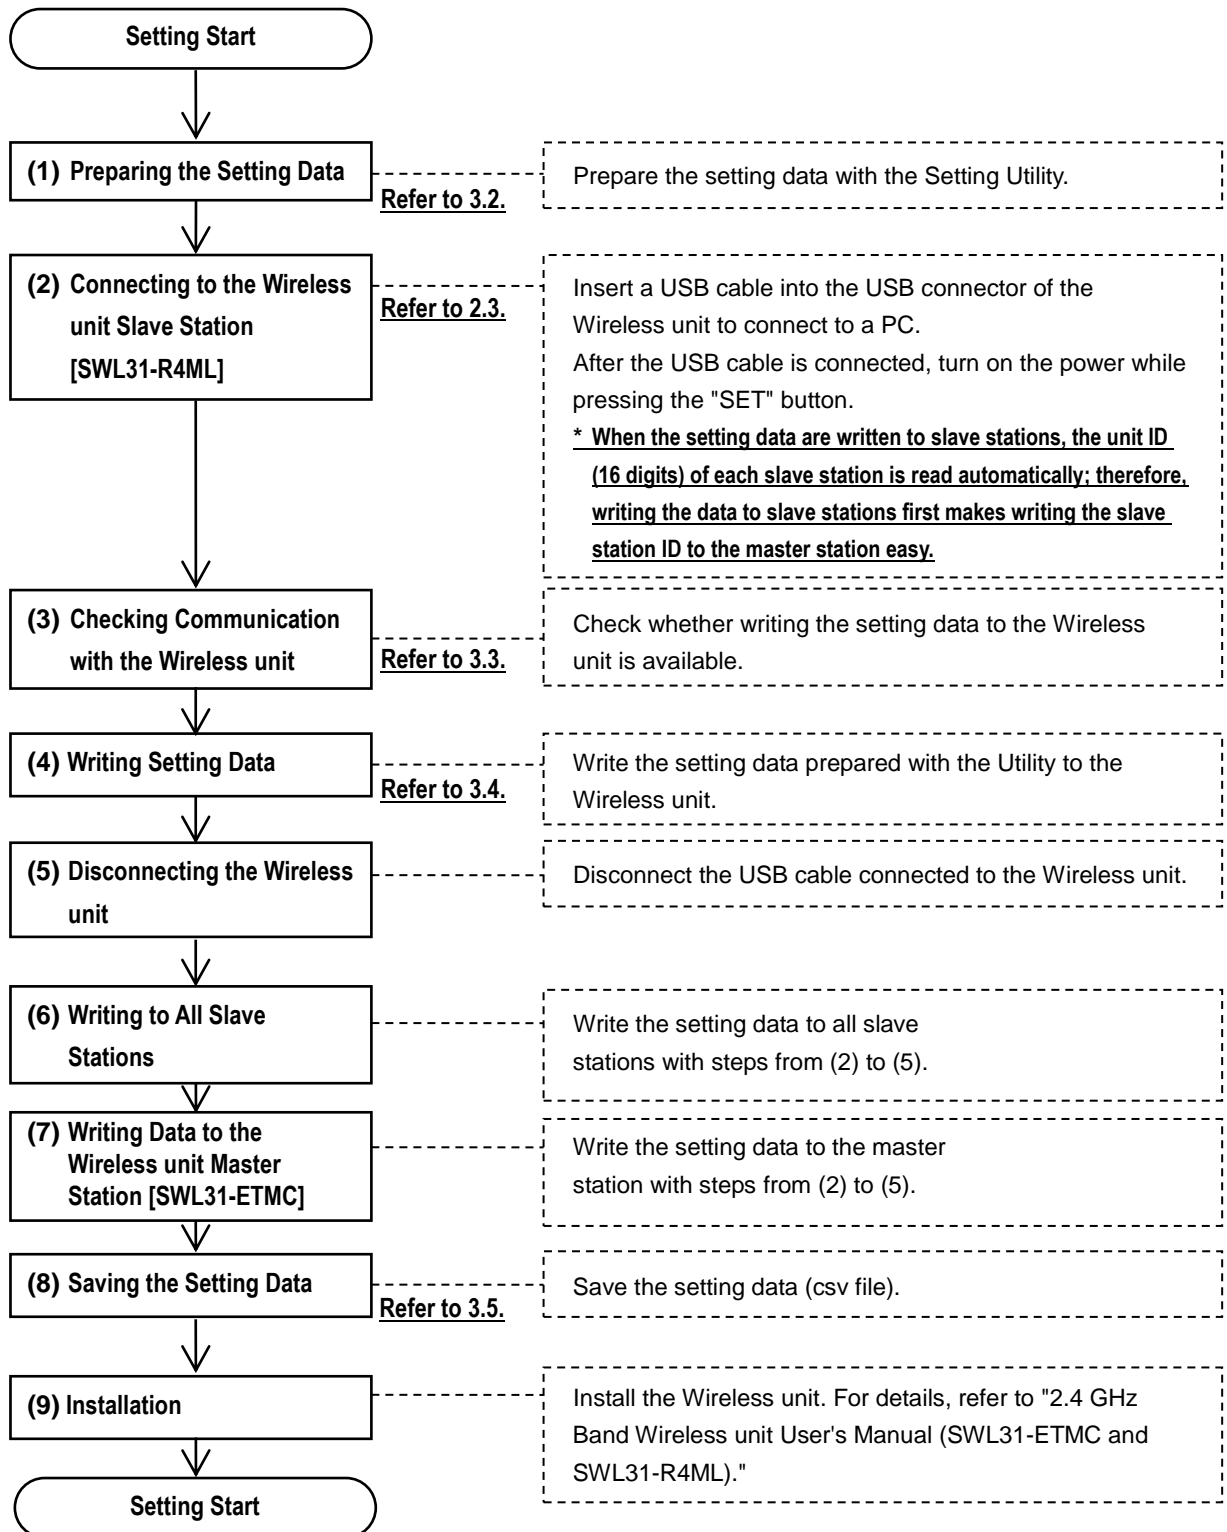 Setting Start
(1) Preparing the Setting Data
Refer to 3.2.
Prepare the setting data with the Setting Utility.
(2) Connecting to the Wireless
unit Slave Station
[SWL31-R4ML]
Refer to 2.3.
Insert a USB cable into the USB connector of the
Wireless unit to connect to a PC.
After the USB cable is connected, turn on the power while
pressing the "SET" button.
* When the setting data are written to slave stations, the unit ID
(16 digits) of each slave station is read automatically; therefore,
writing the data to slave stations first makes writing the slave
station ID to the master station easy.
(3) Checking Communication
with the Wireless unit
Refer to 3.3.
Check whether writing the setting data to the Wireless
unit is available.
(4) Writing Setting Data
Refer to 3.4.
Write the setting data prepared with the Utility to the
Wireless unit.
(5) Disconnecting the Wireless
unit
Disconnect the USB cable connected to the Wireless unit.
(6) Writing to All Slave
Stations
Write the setting data to all slave
stations with steps from (2) to (5).
(7) Writing Data to the
Wireless unit Master
Station [SWL31-ETMC]
Write the setting data to the master
station with steps from (2) to (5).
(8) Saving the Setting Data
Refer to 3.5.
Save the setting data (csv file).
(9) Installation
Install the Wireless unit. For details, refer to "2.4 GHz
Band Wireless unit User's Manual (SWL31-ETMC and
SWL31-R4ML)."
Setting Start